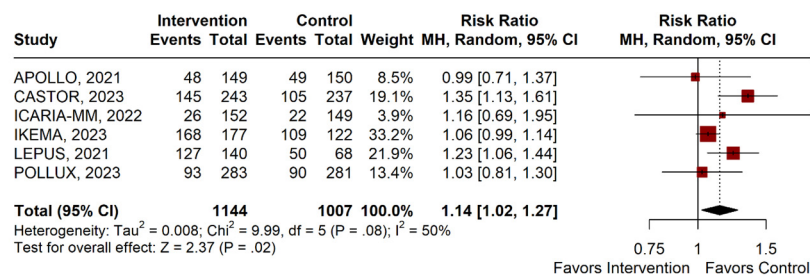 Intervention Control Risk Ratio Risk Ratio
Study Events Total Events Total Weight MH, Random, 95% CI MH, Random, 95% CI
APOLLO, 2021 48 149 49 150 8.5% 0.99 [0.71, 1.37]
CASTOR, 2023 145 243 105 237 19.1% 1.35 [1.13, 1.61]
ICARIA-MM, 2022 26 152 22 149 3.9% 1.16 [0.69, 1.95]
IKEMA, 2023 168 177 109 122 33.2% 1.06 [0.99, 1.14]
LEPUS, 2021 127 140 50 68 21.9% 1.23 [1.06, 1.44]
POLLUX, 2023 93 283 90 281 13.4% 1.03 [0.81, 1.30]
Total (95% CI) 1144 1007 100.0% 1.14 [1.02, 1.27]
Heterogeneity: Tau² = 0.008; Chi² = 9.99, df = 5 (P = .08); I² = 50%
Test for overall effect: Z = 2.37 (P = .02)
0.75 1 1.5
Favors Intervention Favors Control